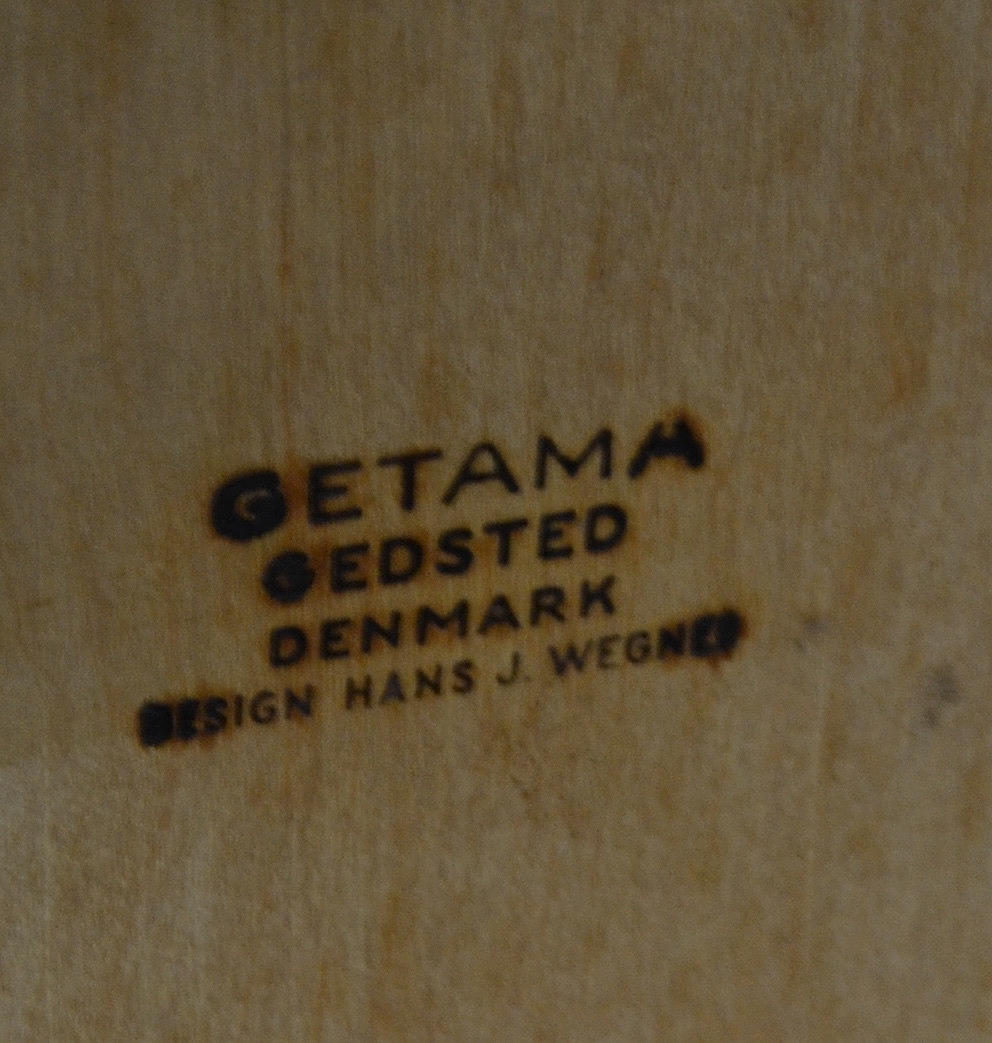 GETAMA
GEDSTED
DENMARK
DESIGN HANS J. WEGNER